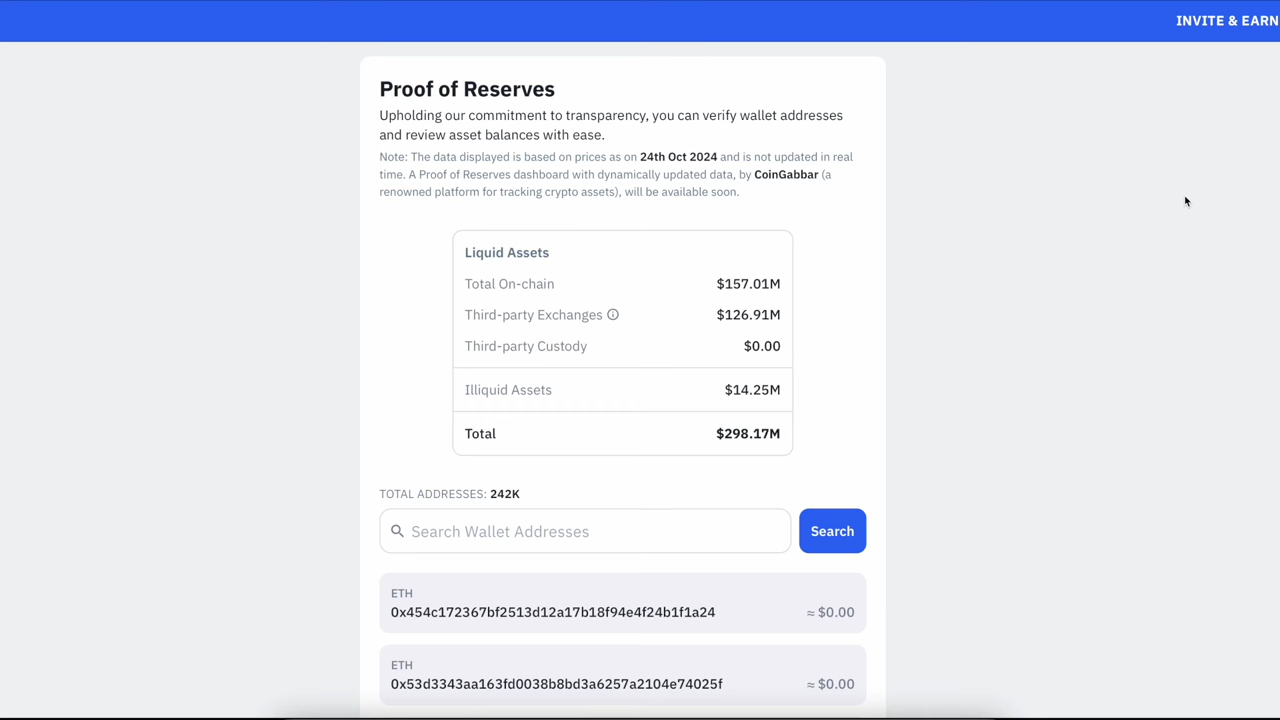 INVITE & EARN
Proof of Reserves
Upholding our commitment to transparency, you can verify wallet addresses
and review asset balances with ease.
Note: The data displayed is based on prices as on 24th Oct 2024 and is not updated in real
time. A Proof of Reserves dashboard with dynamically updated data, by CoinGabbar (a
renowned platform for tracking crypto assets), will be available soon.
Liquid Assets
Total On-chain $157.01M
Third-party Exchanges $126.91M
Third-party Custody $0.00
Illiquid Assets $14.25M
Total $298.17M
TOTAL ADDRESSES: 242K
Search Wallet Addresses Search
ETH
0x454c172367bf2513d12a17b18f94e4f24b1f1a24 ≈ $0.00
ETH
0x53d3343aa163fd0038b8bd3a6257a2104e74025f ≈ $0.00